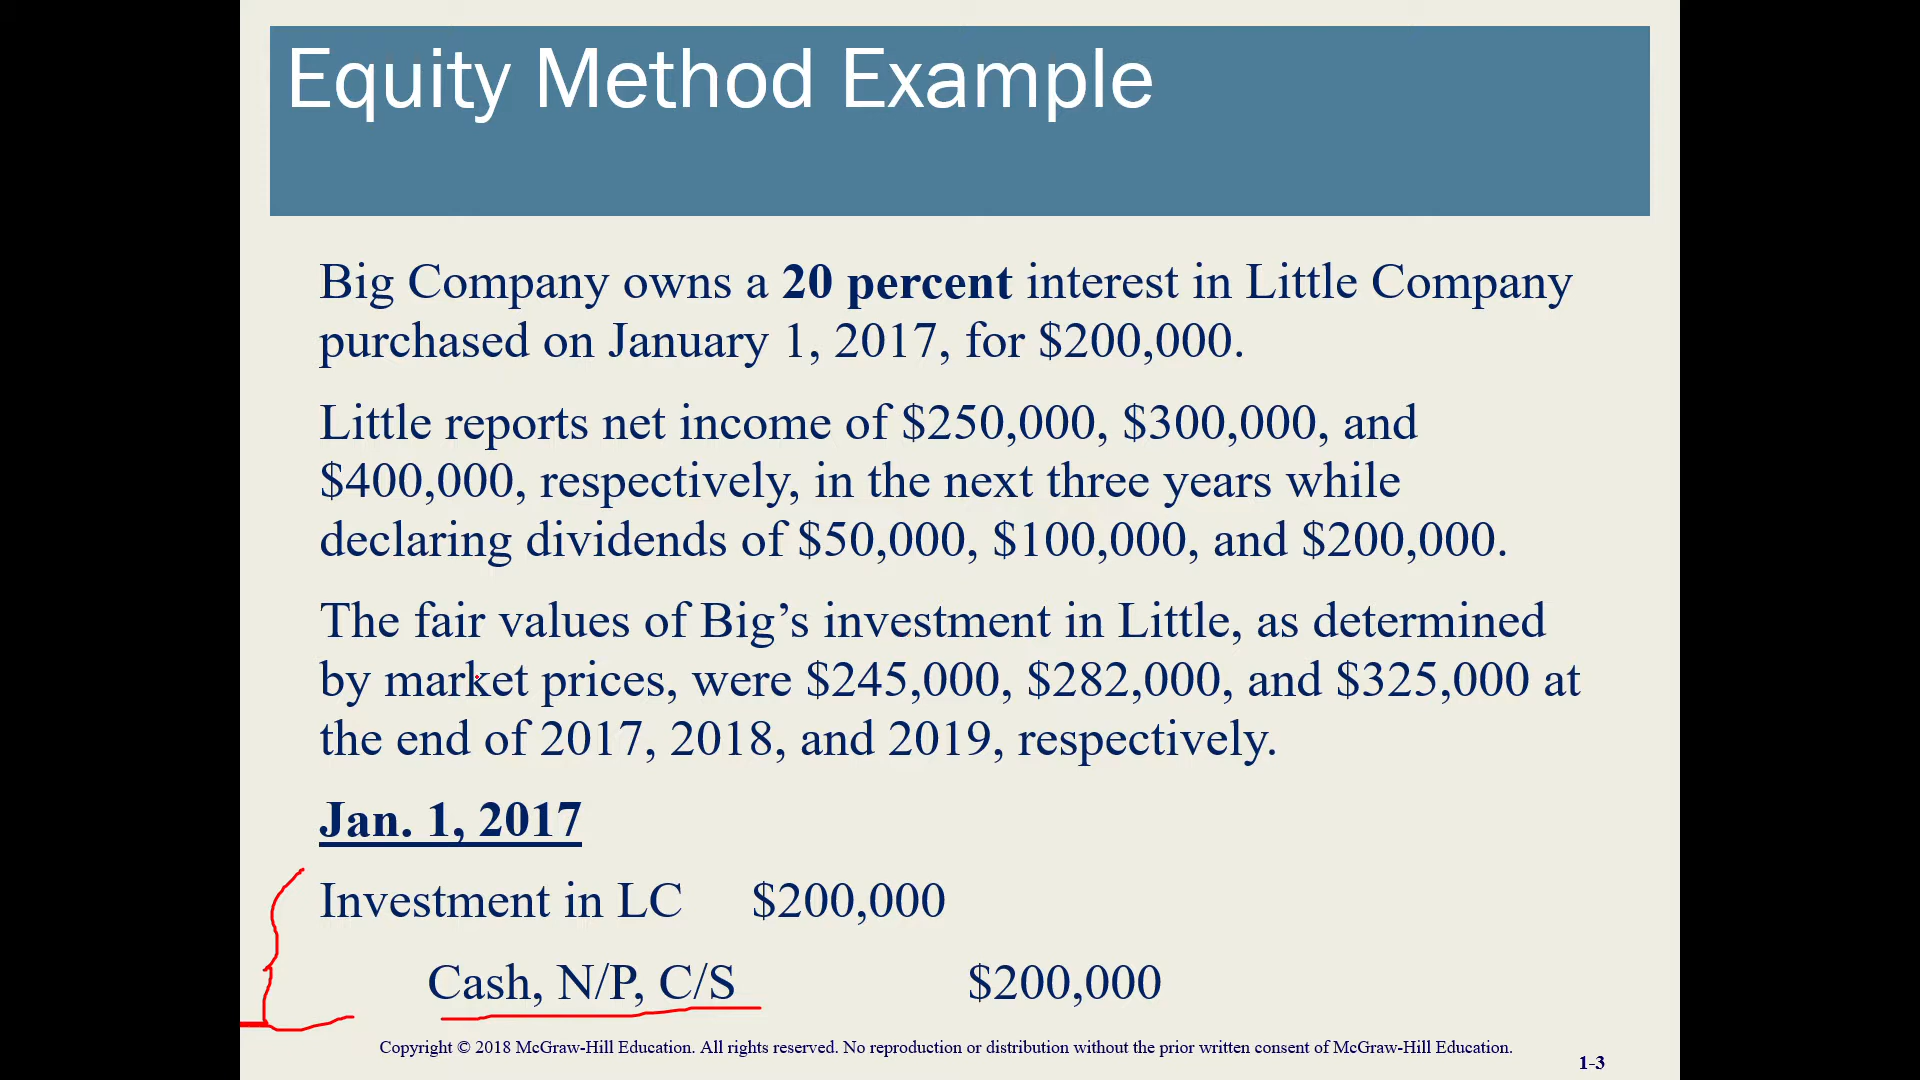 Equity Method Example
Big Company owns a 20 percent interest in Little Company
purchased on January 1, 2017, for $200,000.
Little reports net income of $250,000, $300,000, and
$400,000, respectively, in the next three years while
declaring dividends of $50,000, $100,000, and $200,000.
The fair values of Big’s investment in Little, as determined
by market prices, were $245,000, $282,000, and $325,000 at
the end of 2017, 2018, and 2019, respectively.
Jan. 1, 2017
Investment in LC $200,000
Cash, N/P, C/S $200,000
Copyright © 2018 McGraw-Hill Education. All rights reserved. No reproduction or distribution without the prior written consent of McGraw-Hill Education.
1-3